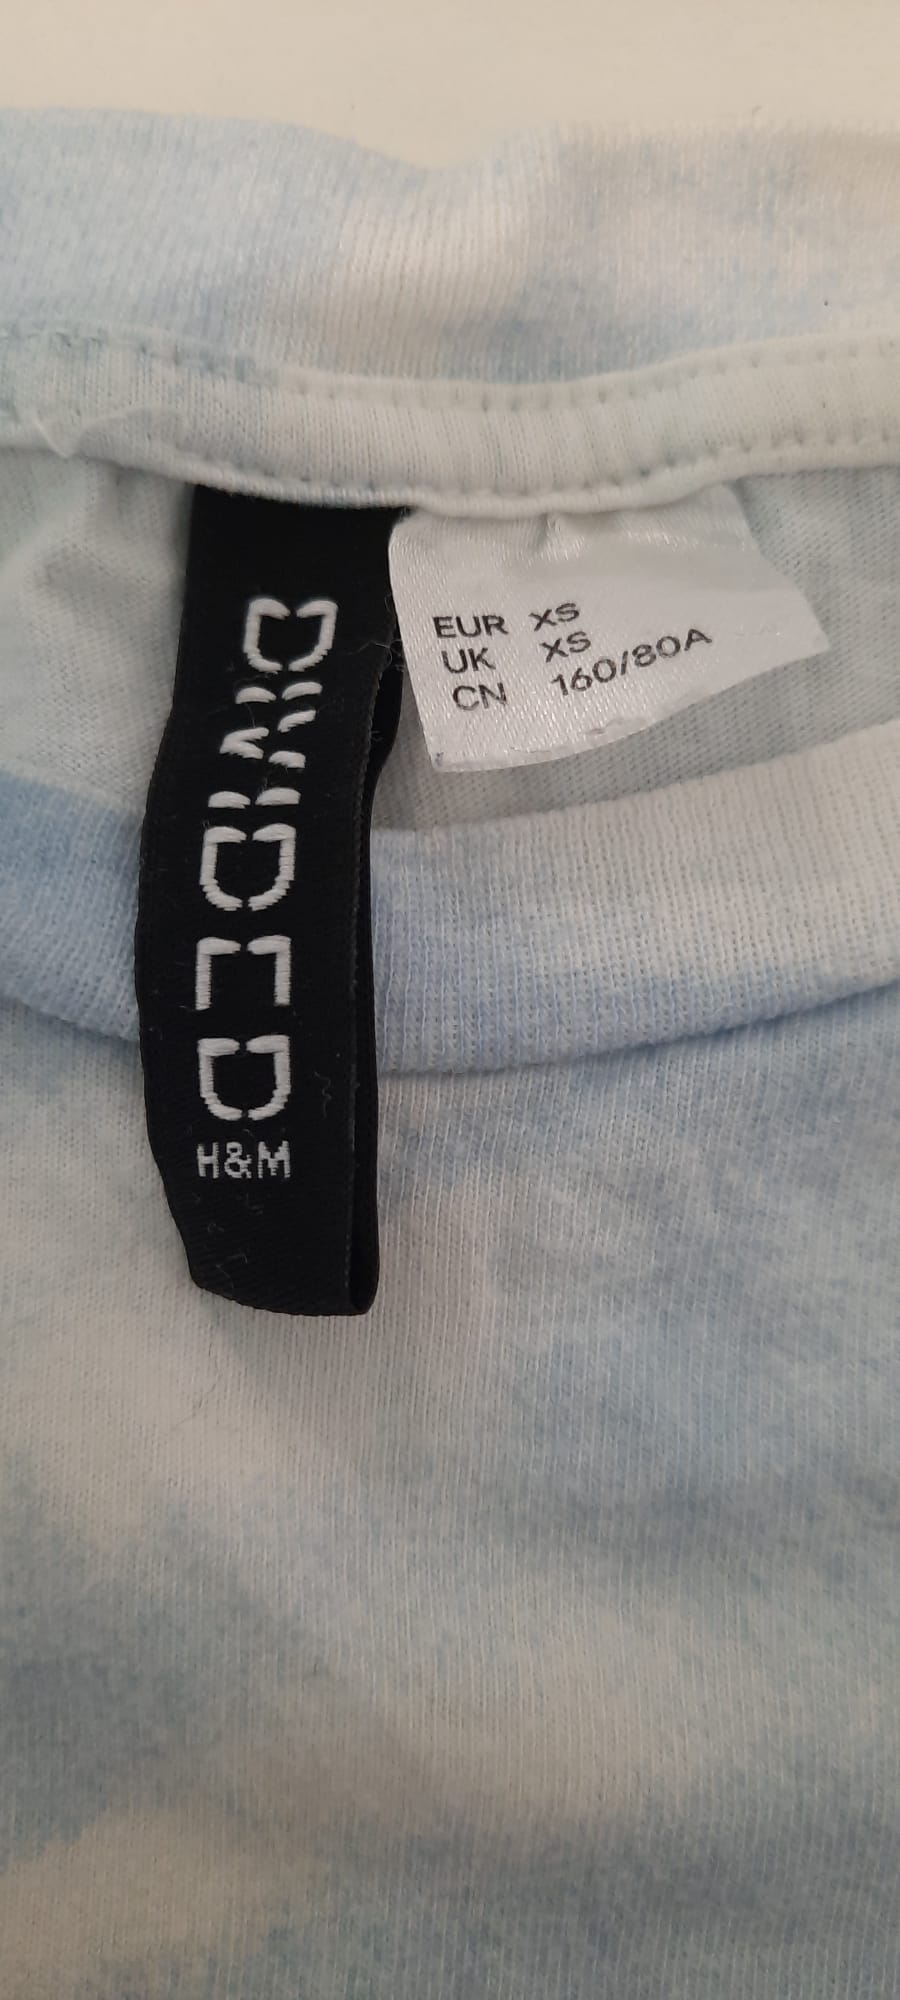 DIVIDED
H&M
EUR XS
UK XS
CN 160/80A